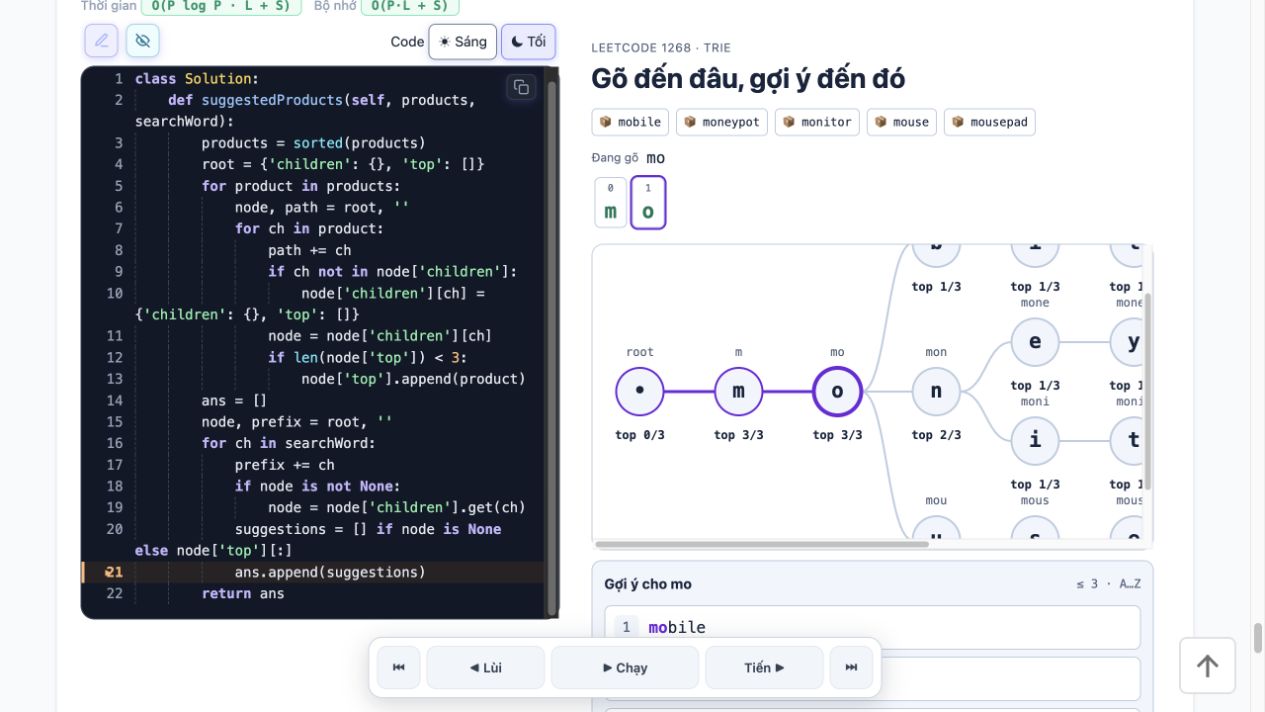 Thời gian O(P log P · L + S) Bộ nhớ O(P·L + S)
Code ☀ Sáng Tối
1 class Solution:
2 def suggestedProducts(self, products,
searchWord):
3 products = sorted(products)
4 root = {'children': {}, 'top': []}
5 for product in products:
6 node, path = root, ''
7 for ch in product:
8 path += ch
9 if ch not in node['children']:
10 node['children'][ch] =
{'children': {}, 'top': []}
11 node = node['children'][ch]
12 if len(node['top']) < 3:
13 node['top'].append(product)
14 ans = []
15 node, prefix = root, ''
16 for ch in searchWord:
17 prefix += ch
18 if node is not None:
19 node = node['children'].get(ch)
20 suggestions = [] if node is None
else node['top'][:]
21 ans.append(suggestions)
22 return ans
LEETCODE 1268 · TRIE
Gõ đến đâu, gợi ý đến đó
mobile moneypot monitor mouse mousepad
Đang gõ mo
0 1
m o
top 1/3 top 1/3
mone
root m mo mon e y
• m o n
top 1/3
moni
top 0/3 top 3/3 top 3/3 top 2/3
i t
top 1/3
mou mous
Gợi ý cho mo ≤ 3 · A…Z
1 mobile
⏮ ◀ Lùi ▶ Chạy Tiến ▶ ⏭